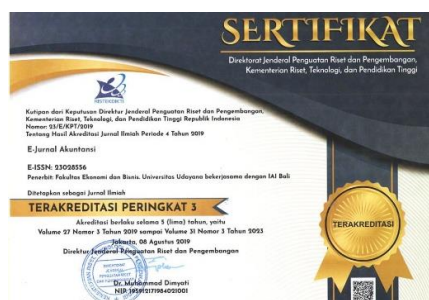 SERTIFIKAT
Direktorat Jenderal Penguatan Riset dan Pengembangan,
Kementerian Riset, Teknologi, dan Pendidikan Tinggi
RISTEKDIKTI
Kutipan dari Keputusan Direktur Jenderal Penguatan Riset dan Pengembangan,
Kementerian Riset, Teknologi, dan Pendidikan Tinggi Republik Indonesia
Nomor: 23/E/KPT/2019
Tentang Hasil Akreditasi Jurnal Ilmiah Periode 4 Tahun 2019
E-Jurnal Akuntansi
E-ISSN: 23028556
Penerbit: Fakultas Ekonomi dan Bisnis. Universitas Udayana bekerjasama dengan IAI Bali
Ditetapkan sebagai Jurnal Ilmiah
TERAKREDITASI PERINGKAT 3
TERAKREDITASI
Akreditasi berlaku selama 5 (lima) tahun, yaitu
Volume 27 Nomor 3 Tahun 2019 sampai Volume 31 Nomor 3 Tahun 2023
Jakarta, 08 Agustus 2019
Direktur Jenderal Penguatan Riset dan Pengembangan
Dr. Muhammad Dimyati
NIP 195912171984021001